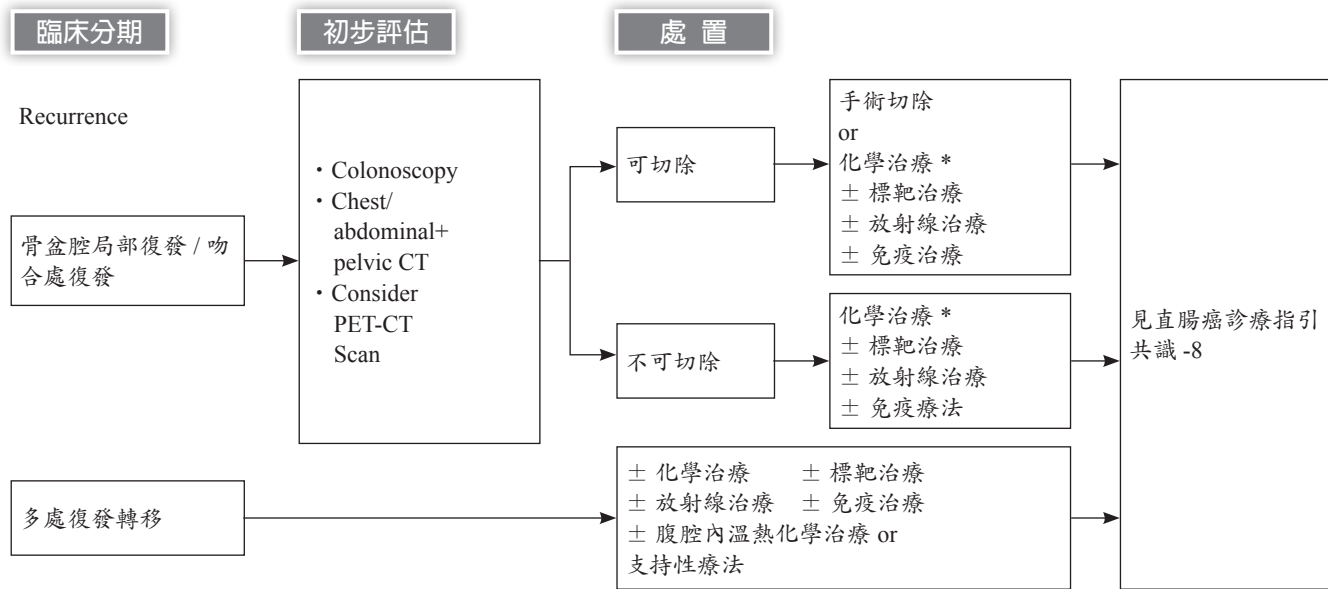 臨床分期
初步評估
處 置
Recurrence
骨盆腔局部復發 / 吻
合處復發
・Colonoscopy
・Chest/
abdominal+
pelvic CT
・Consider
PET-CT
Scan
可切除
手術切除
or
化學治療 *
± 標靶治療
± 放射線治療
± 免疫治療
不可切除
化學治療 *
± 標靶治療
± 放射線治療
± 免疫療法
見直腸癌診療指引
共識 -8
多處復發轉移
± 化學治療 ± 標靶治療
± 放射線治療 ± 免疫治療
± 腹腔內溫熱化學治療 or
支持性療法